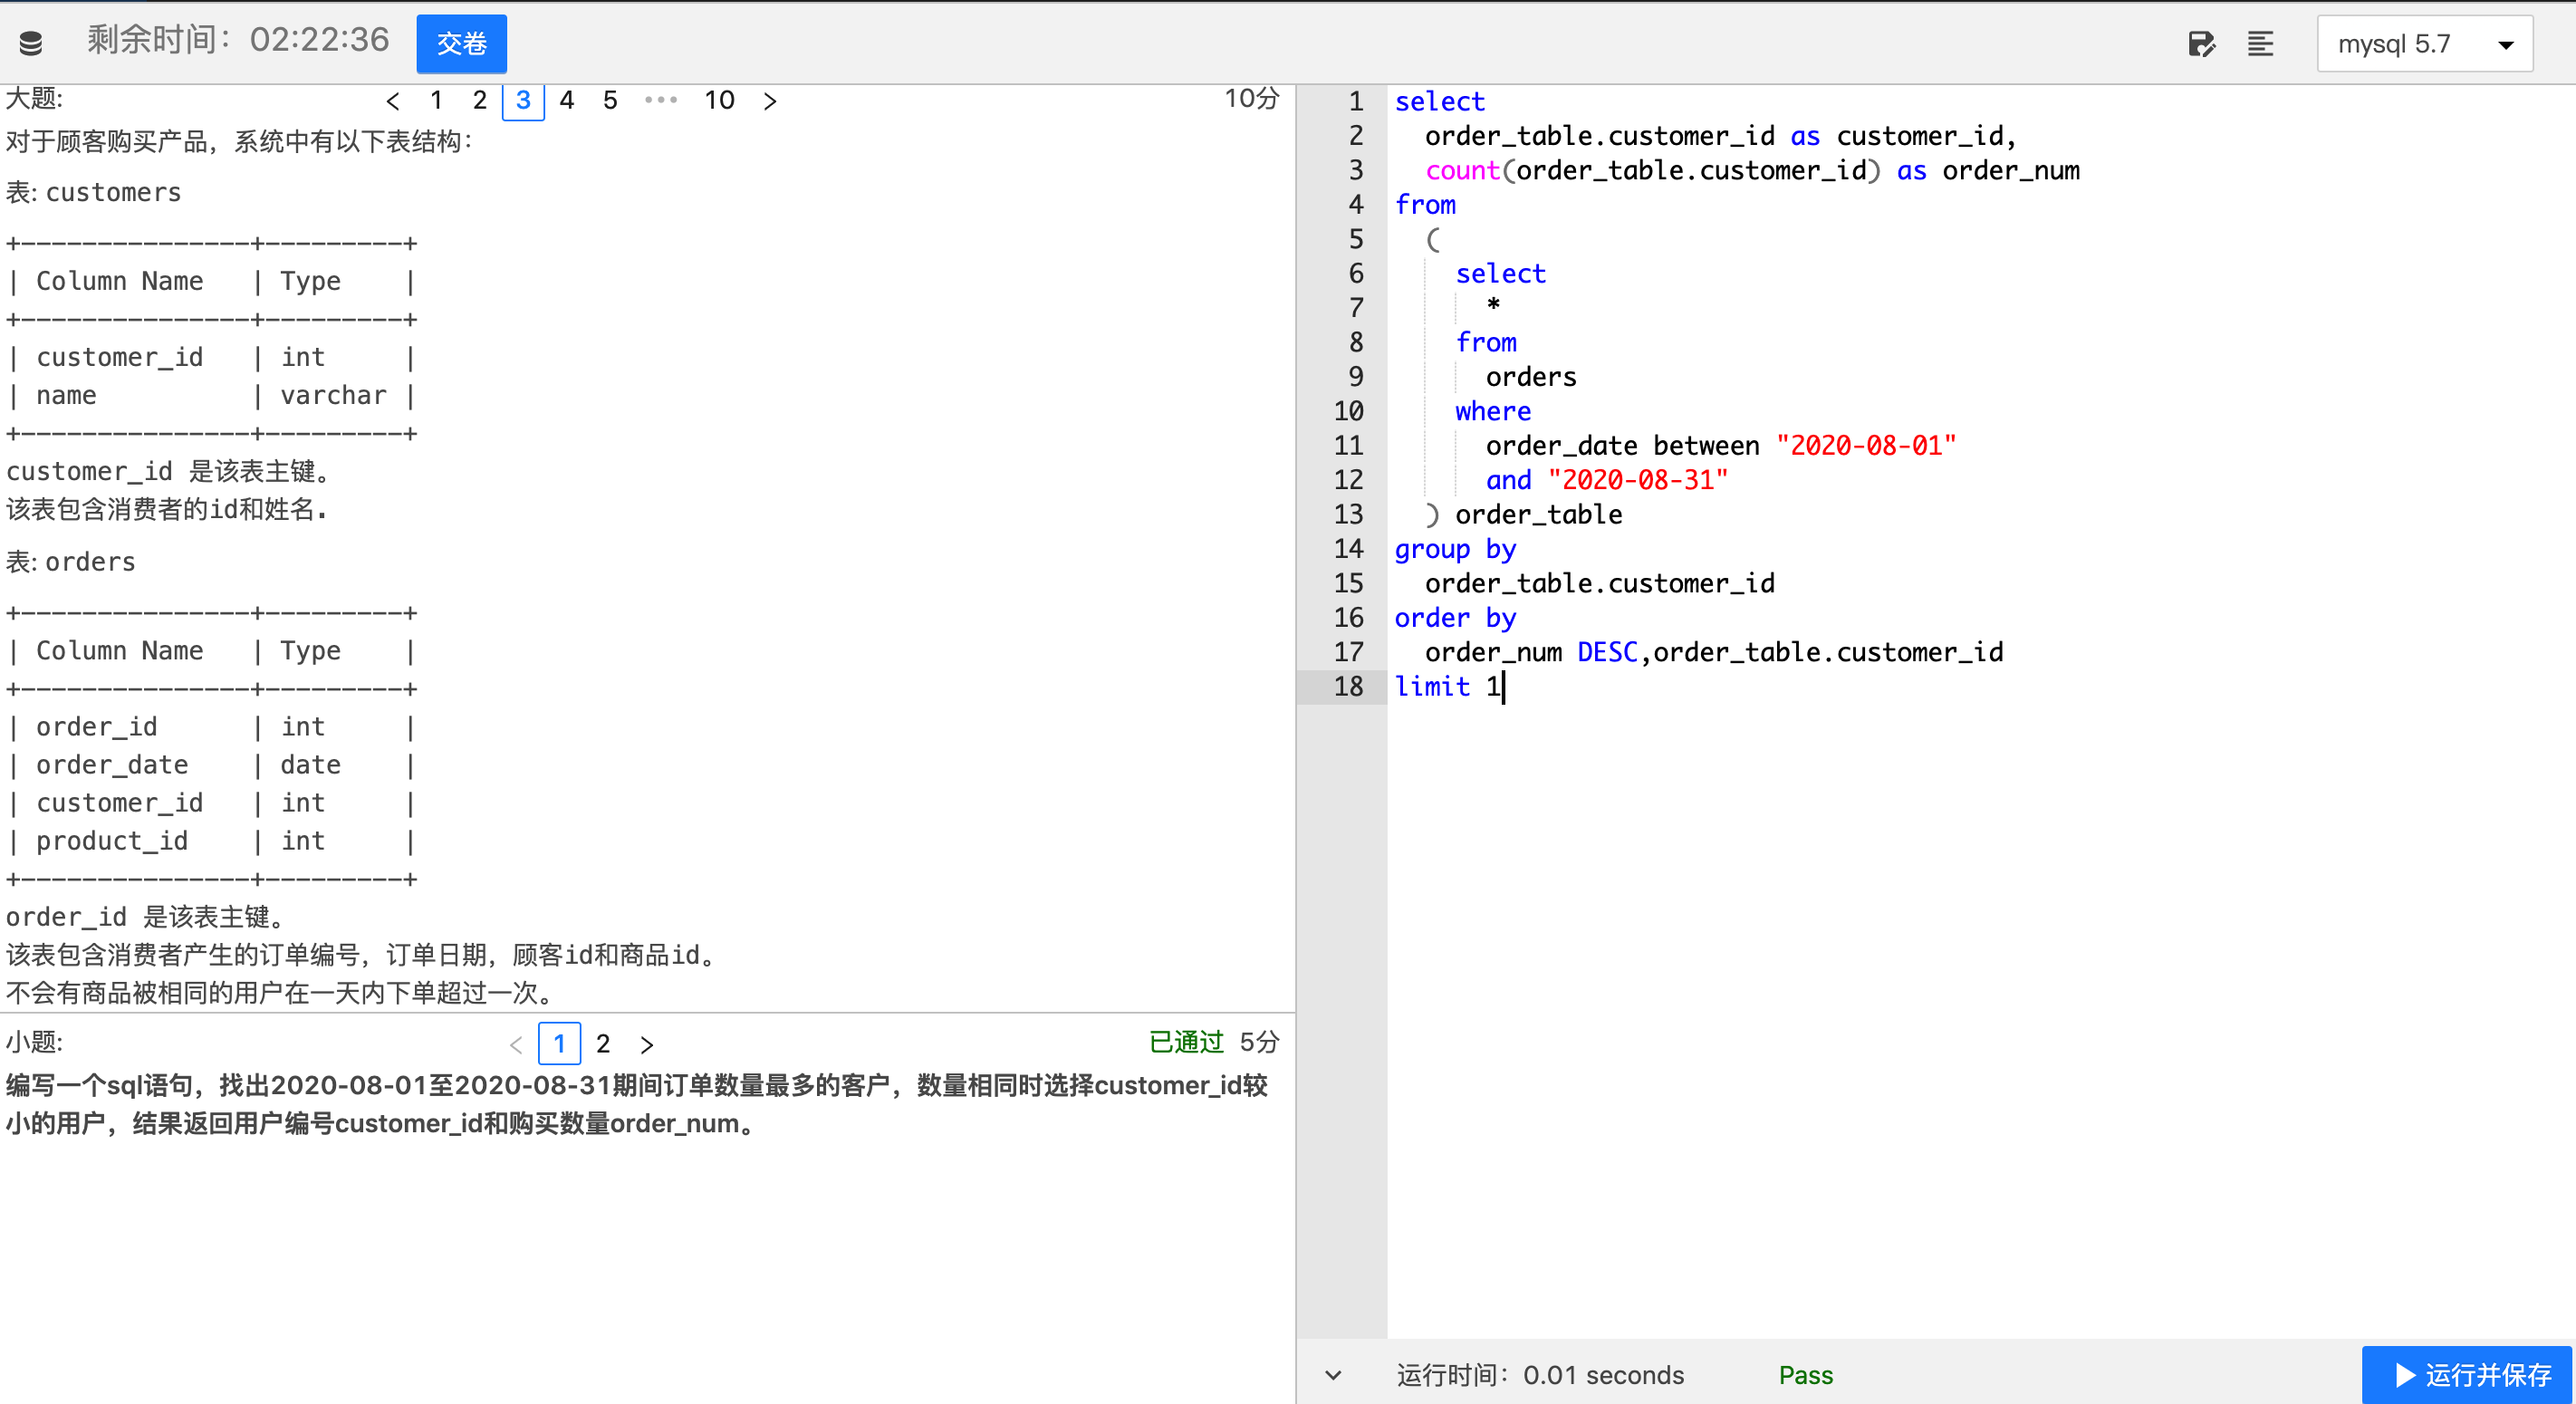 剩余时间：02:22:36 交卷 mysql 5.7
大题: < 1 2 3 4 5 ••• 10 > 10分
对于顾客购买产品，系统中有以下表结构：
表: customers
+---------------+---------+
| Column Name   | Type    |
+---------------+---------+
| customer_id   | int     |
| name          | varchar |
+---------------+---------+
customer_id 是该表主键。
该表包含消费者的id和姓名.
表: orders
+---------------+---------+
| Column Name   | Type    |
+---------------+---------+
| order_id      | int     |
| order_date    | date    |
| customer_id   | int     |
| product_id    | int     |
+---------------+---------+
order_id 是该表主键。
该表包含消费者产生的订单编号，订单日期，顾客id和商品id。
不会有商品被相同的用户在一天内下单超过一次。
小题: < 1 2 > 已通过 5分
编写一个sql语句，找出2020-08-01至2020-08-31期间订单数量最多的客户，数量相同时选择customer_id较
小的用户，结果返回用户编号customer_id和购买数量order_num。
1 select
2   order_table.customer_id as customer_id,
3   count(order_table.customer_id) as order_num
4 from
5   (
6     select
7       *
8     from
9       orders
10     where
11       order_date between "2020-08-01"
12       and "2020-08-31"
13   ) order_table
14 group by
15   order_table.customer_id
16 order by
17   order_num DESC,order_table.customer_id
18 limit 1
运行时间：0.01 seconds Pass 运行并保存